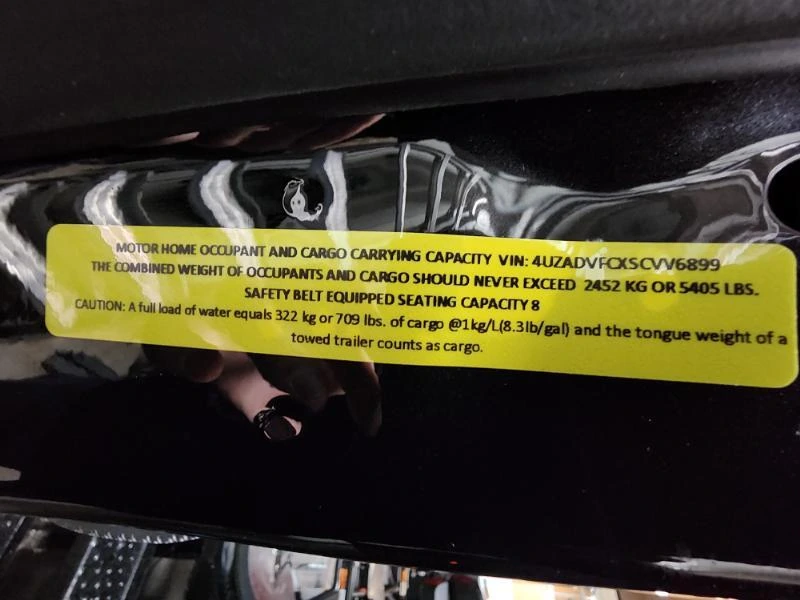 MOTOR HOME OCCUPANT AND CARGO CARRYING CAPACITY VIN: 4UZADVFCXSCVV6899
THE COMBINED WEIGHT OF OCCUPANTS AND CARGO SHOULD NEVER EXCEED 2452 KG OR 5405 LBS.
SAFETY BELT EQUIPPED SEATING CAPACITY 8
CAUTION: A full load of water equals 322 kg or 709 lbs. of cargo @1kg/L(8.3lb/gal) and the tongue weight of a
towed trailer counts as cargo.